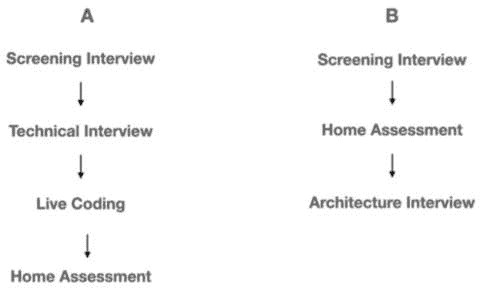 A
Screening Interview
Technical Interview
Live Coding
Home Assessment
B
Screening Interview
Home Assessment
Architecture Interview